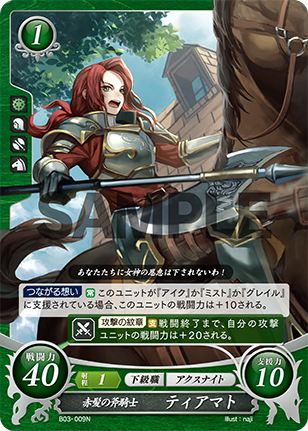 1
SAMPLE
あなたたちに女神の慈悲は下されないわ！
つながる想い 常 このユニットが『アイク』か『ミスト』か『グレイル』
に支援されている場合、このユニットの戦闘力は＋10される。
攻撃の紋章 支 戦闘終了まで、自分の攻撃
ユニットの戦闘力は＋20される。
戦闘力
40
射程 1 下級職 アクスナイト
赤髪の斧騎士 ティアマト
支援力
10
B03-009N
Illust：naji